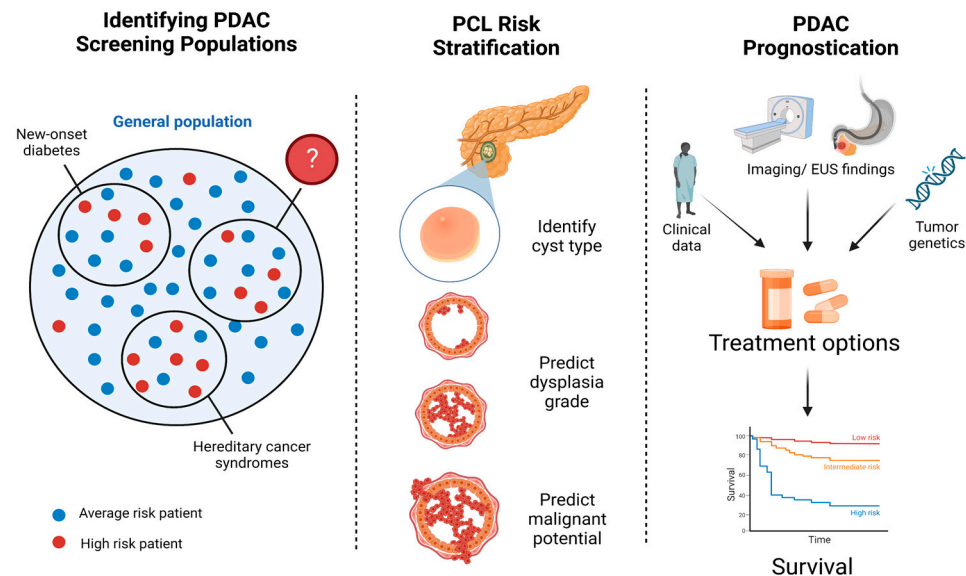 Identifying PDAC
Screening Populations
General population
New-onset
diabetes
?
Hereditary cancer
syndromes
Average risk patient
High risk patient
PCL Risk
Stratification
Identify
cyst type
Predict
dysplasia
grade
Predict
malignant
potential
PDAC
Prognostication
Imaging/ EUS findings
Clinical
data
Tumor
genetics
Treatment options
Survival
100
80
60
40
20
0
Low risk
Intermediate risk
High risk
Time
Survival